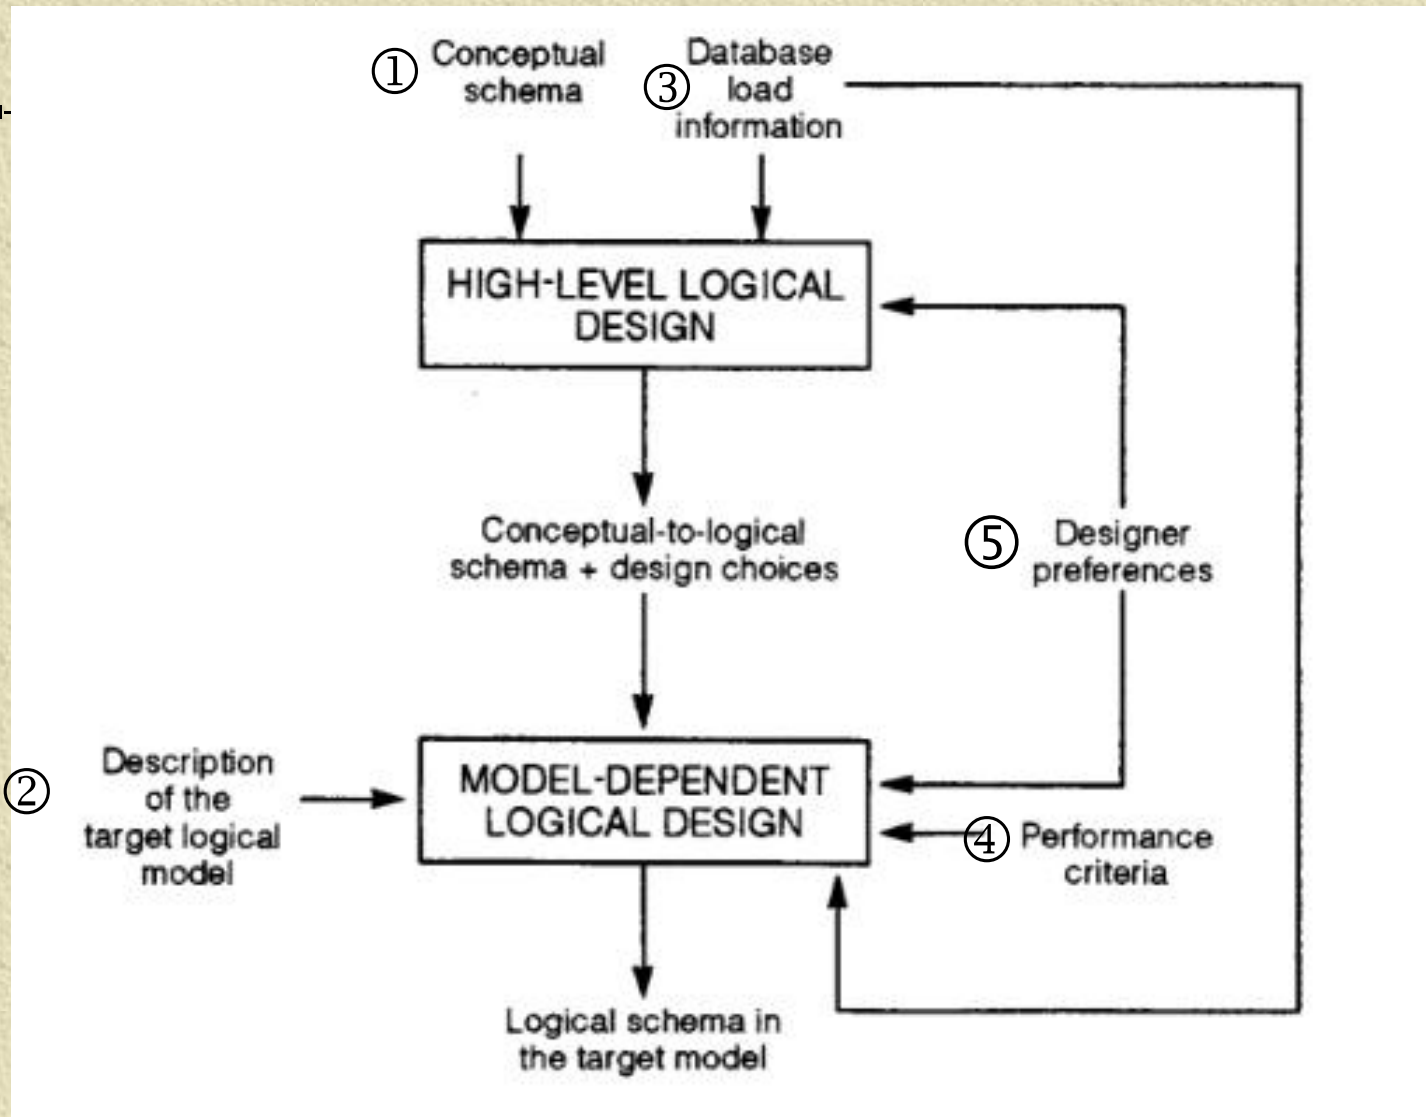 ① Conceptual
schema
③ Database
load
information
HIGH-LEVEL LOGICAL
DESIGN
Conceptual-to-logical
schema + design choices
⑤ Designer
preferences
② Description
of the
target logical
model
MODEL-DEPENDENT
LOGICAL DESIGN
④ Performance
criteria
Logical schema in
the target model